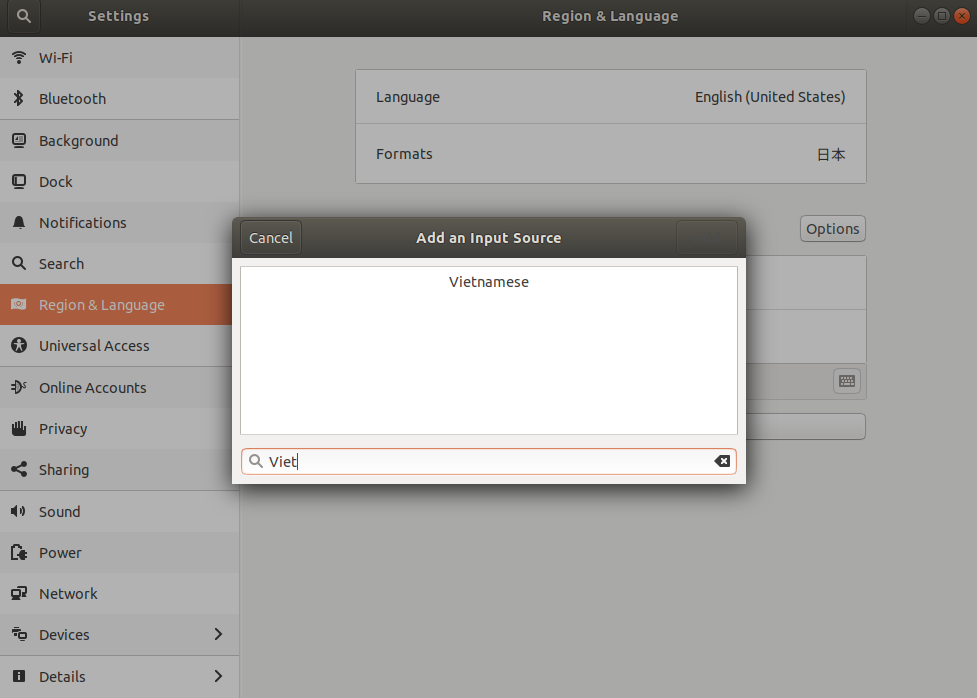 Settings
Region & Language
Wi-Fi
Bluetooth
Background
Dock
Notifications
Search
Region & Language
Universal Access
Online Accounts
Privacy
Sharing
Sound
Power
Network
Devices
Details
Language
English (United States)
Formats
日本
Options
Cancel
Add an Input Source
Vietnamese
Viet